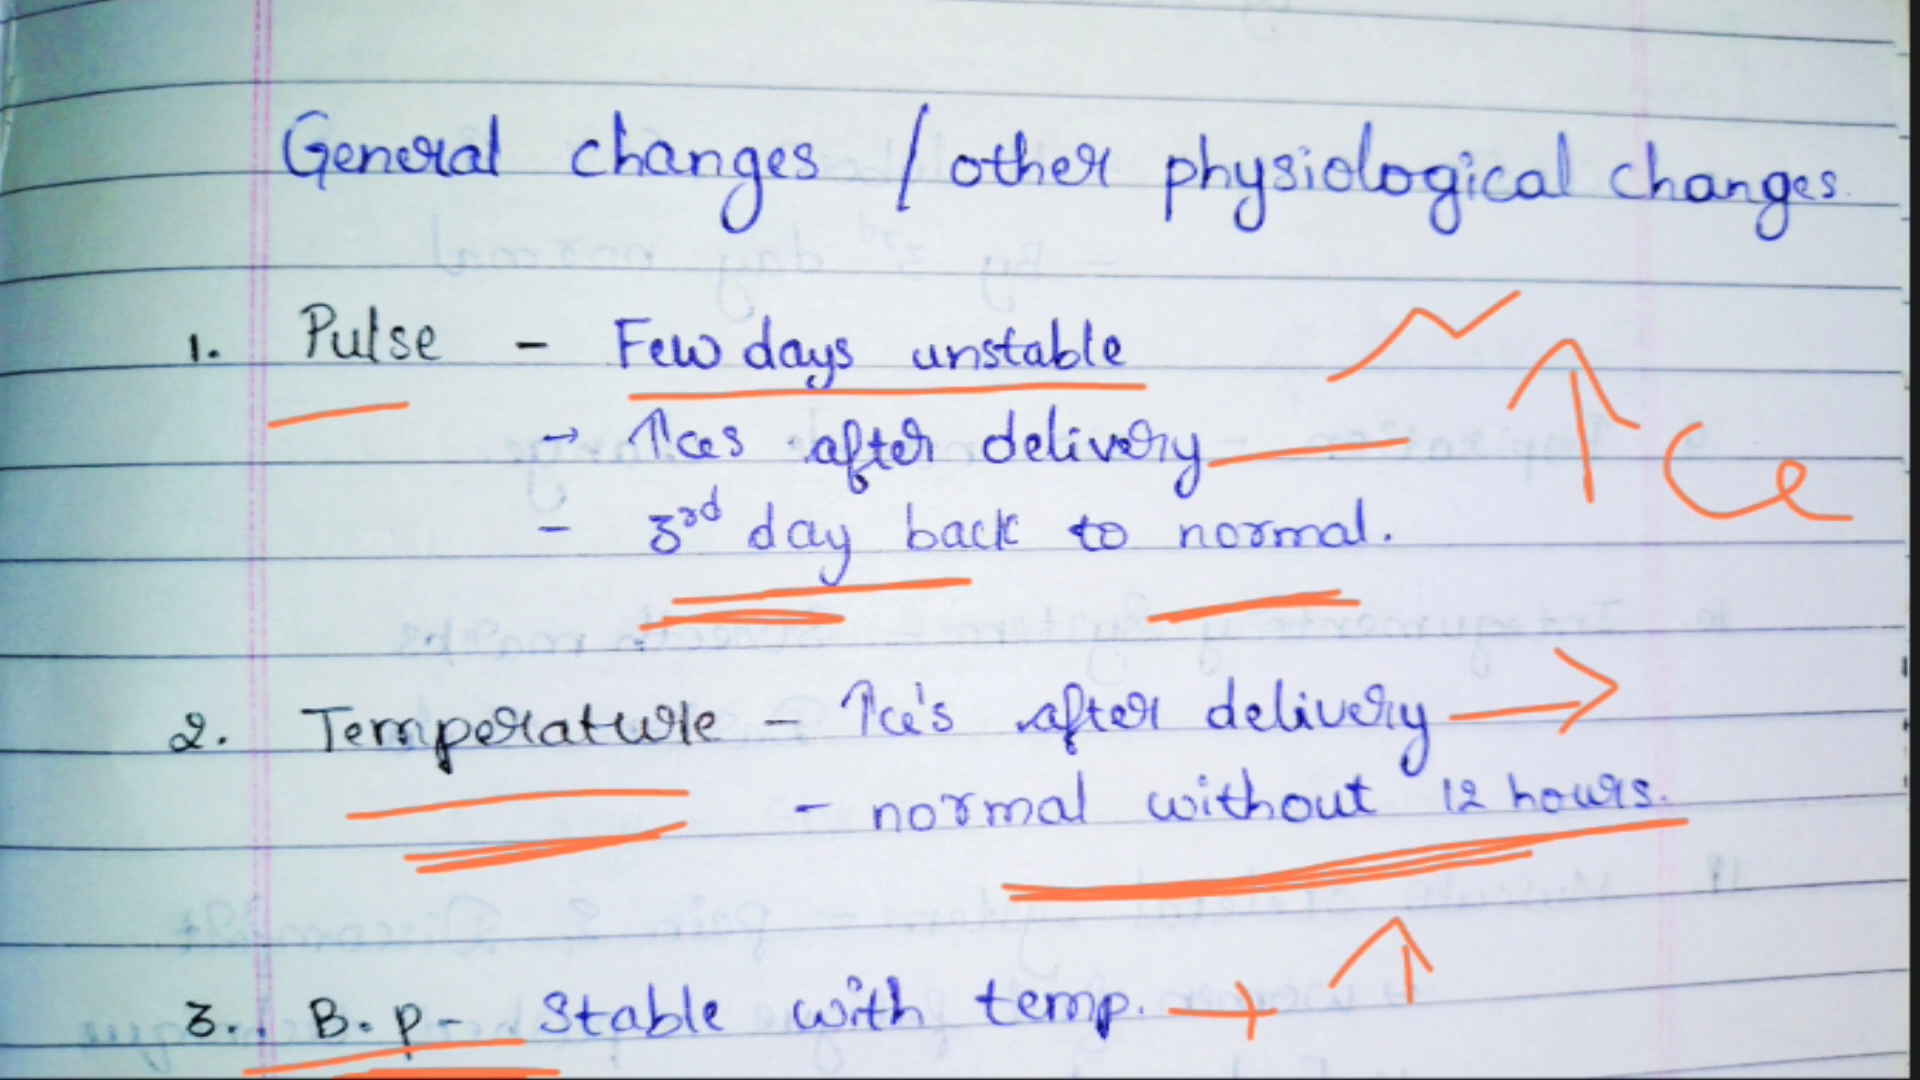 General changes / other physiological changes.
1. Pulse - Few days unstable
→ ↑ces after delivery
- 3rd day back to normal.
↑ Ce
2. Temperature - ↑ce's after delivery →
- normal without 12 hours.
3. B.p - Stable with temp. ↑